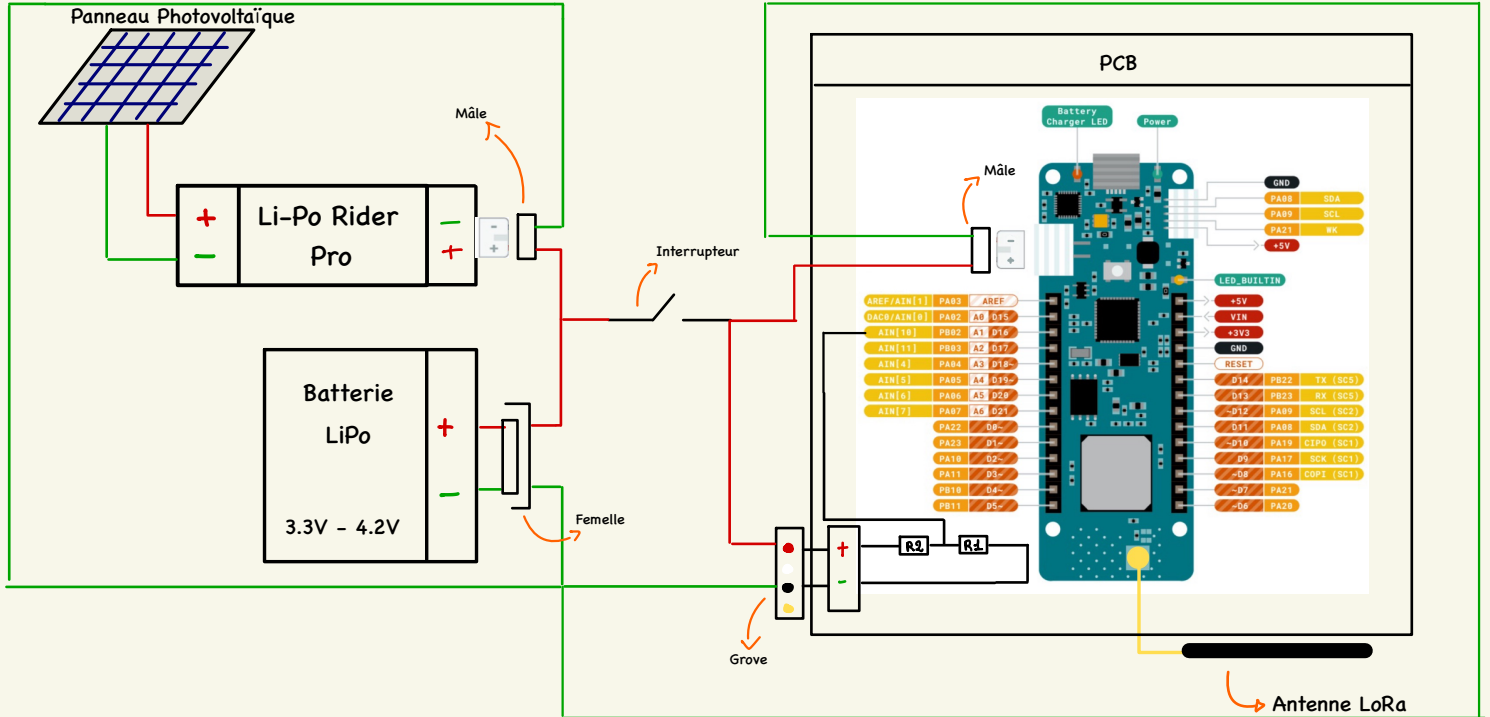 Panneau Photovoltaïque
Mâle
+
-
Li-Po Rider
Pro
-
+
-
+
Interrupteur
Batterie
LiPo
3.3V - 4.2V
+
-
Femelle
Grove
+
-
R2
R1
PCB
Mâle
-
+
Battery
Charger LED
Power
GND
PA08 SDA
PA09 SCL
PA21 WK
+5V
LED_BUILTIN
AREF/AIN[1] PA03 AREF
DAC0/AIN[0] PA02 A0 D15
AIN[10] PB02 A1 D16
AIN[11] PB03 A2 D17
AIN[4] PA04 A3 D18~
AIN[5] PA05 A4 D19~
AIN[6] PA06 A5 D20
AIN[7] PA07 A6 D21
PA22 D0~
PA23 D1~
PA10 D2~
PA11 D3~
PB10 D4~
PB11 D5~
+5V
VIN
+3V3
GND
RESET
D14 PB22 TX (SC5)
D13 PB23 RX (SC5)
~D12 PA09 SCL (SC2)
D11 PA08 SDA (SC2)
~D10 PA19 CIPO (SC1)
D9 PA17 SCK (SC1)
~D8 PA16 COPI (SC1)
~D7 PA21
~D6 PA20
Antenne LoRa